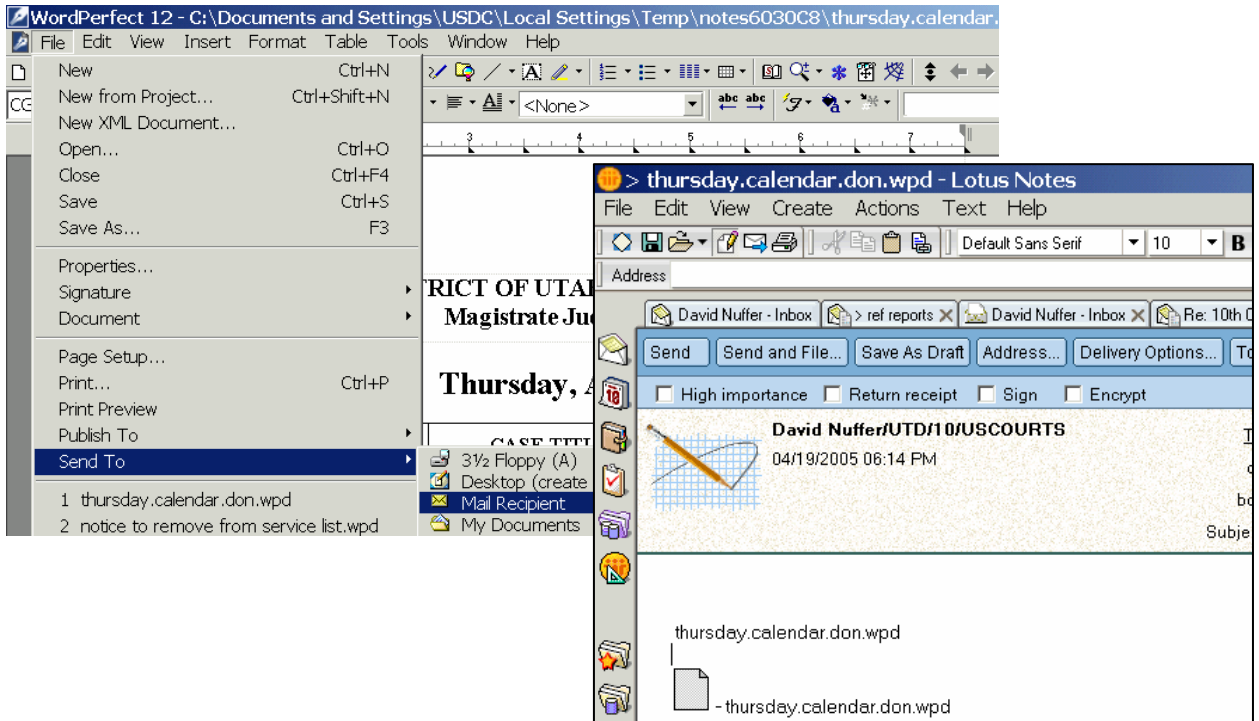 WordPerfect 12 - C:\Documents and Settings\USDC\Local Settings\Temp\notes6030C8\thursday.calendar.
File Edit View Insert Format Table Tools Window Help
New Ctrl+N
New from Project... Ctrl+Shift+N
New XML Document...
Open... Ctrl+O
Close Ctrl+F4
Save Ctrl+S
Save As... F3
Properties...
Signature
Document
Page Setup...
Print... Ctrl+P
Print Preview
Publish To
Send To
1 thursday.calendar.don.wpd
2 notice to remove from service list.wpd
3½ Floppy (A)
Desktop (create
Mail Recipient
My Documents
<None>
abc abc
3 4 5 6 7
TRICT OF UTAH
Magistrate Ju
Thursday, A
CASE TITL
> thursday.calendar.don.wpd - Lotus Notes
File Edit View Create Actions Text Help
Default Sans Serif 10 B
Address
David Nuffer - Inbox > ref reports David Nuffer - Inbox Re: 10th C
Send Send and File... Save As Draft Address... Delivery Options... To
High importance Return receipt Sign Encrypt
David Nuffer/UTD/10/USCOURTS
04/19/2005 06:14 PM
Subje
thursday.calendar.don.wpd
- thursday.calendar.don.wpd